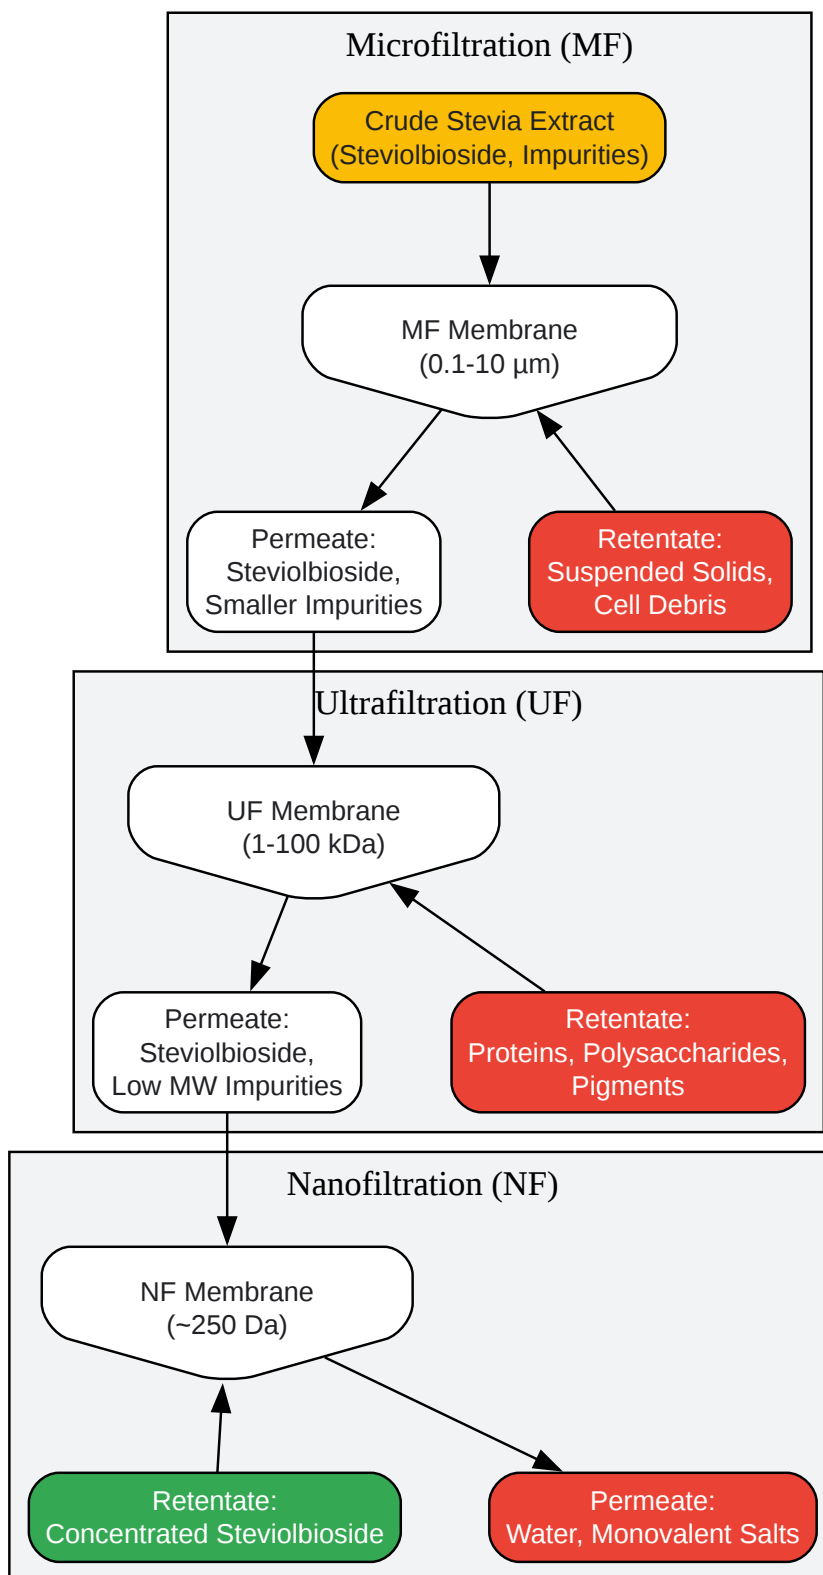 Microfiltration (MF)
Crude Stevia Extract
(Steviolbioside, Impurities)
MF Membrane
(0.1-10 µm)
Permeate:
Steviolbioside,
Smaller Impurities
Retentate:
Suspended Solids,
Cell Debris
Ultrafiltration (UF)
UF Membrane
(1-100 kDa)
Permeate:
Steviolbioside,
Low MW Impurities
Retentate:
Proteins, Polysaccharides,
Pigments
Nanofiltration (NF)
NF Membrane
(~250 Da)
Retentate:
Concentrated Steviolbioside
Permeate:
Water, Monovalent Salts